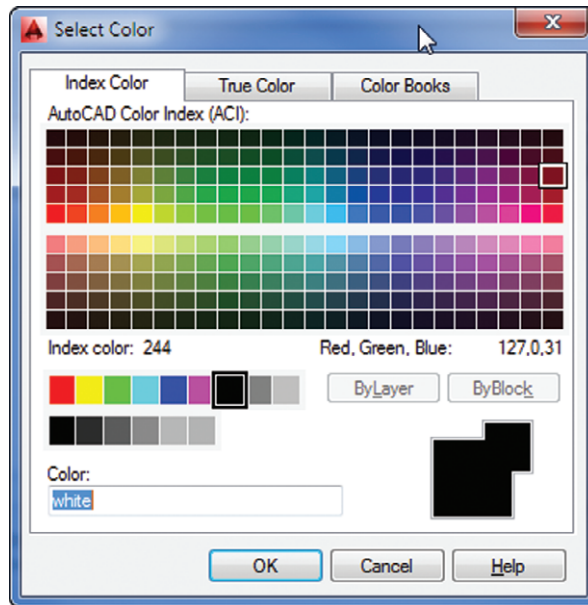 Select Color
Index Color True Color Color Books
AutoCAD Color Index (ACI):
Index color: 244 Red, Green, Blue: 127,0,31
ByLayer ByBlock
Color:
white
OK Cancel Help